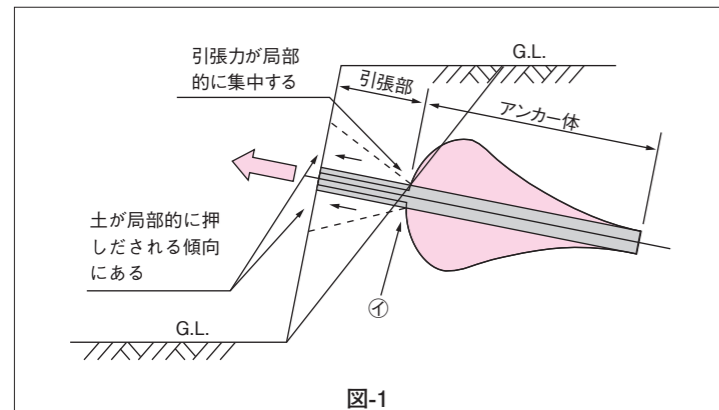 引張力が局部
的に集中する
G.L.
引張部
アンカー体
土が局部的に押
しだされる傾向
にある
㋑
G.L.
図-1